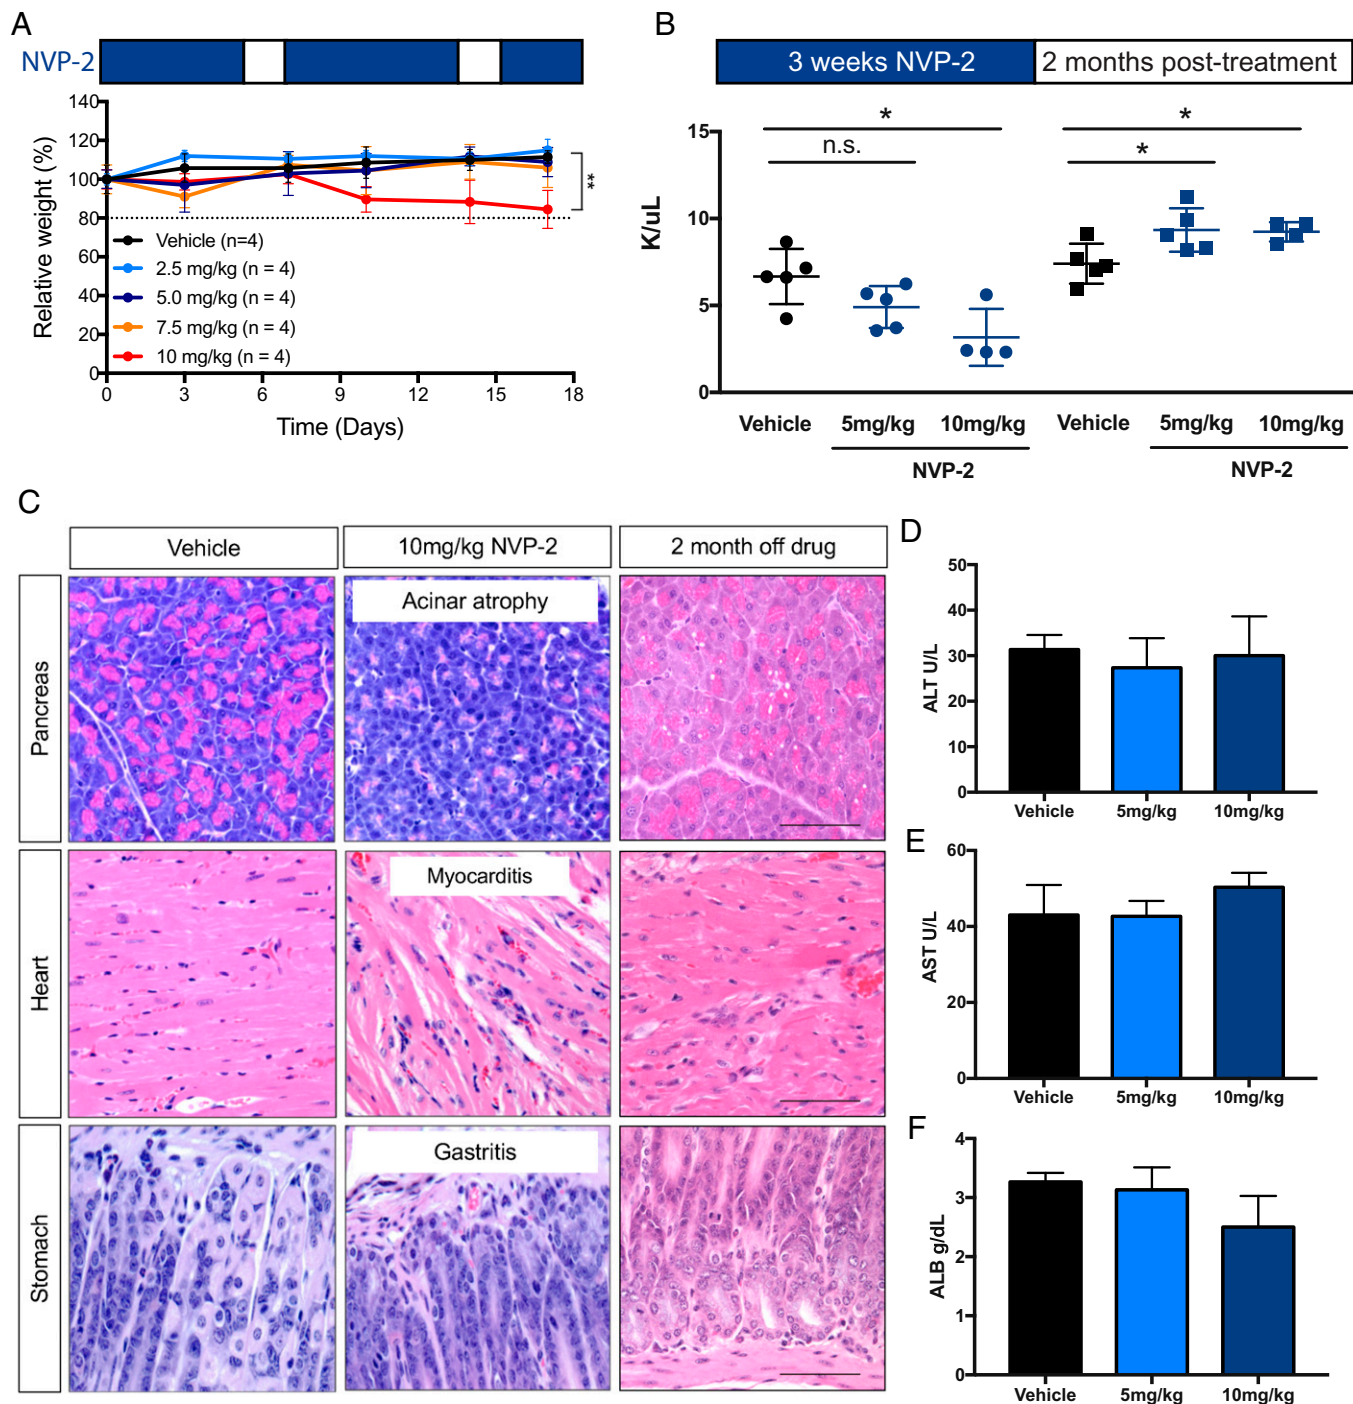 A
NVP-2
140
120
100
80
60
40
20
0
Relative weight (%)
**
Vehicle (n=4)
2.5 mg/kg (n = 4)
5.0 mg/kg (n = 4)
7.5 mg/kg (n = 4)
10 mg/kg (n = 4)
0 3 6 9 12 15 18
Time (Days)
B
3 weeks NVP-2
2 months post-treatment
15
10
5
0
K/uL
*
n.s.
*
*
Vehicle 5mg/kg 10mg/kg Vehicle 5mg/kg 10mg/kg
NVP-2 NVP-2
C
Vehicle
10mg/kg NVP-2
2 month off drug
Pancreas
Acinar atrophy
Heart
Myocarditis
Stomach
Gastritis
D
50
40
30
20
10
0
ALT U/L
Vehicle 5mg/kg 10mg/kg
E
60
40
20
0
AST U/L
Vehicle 5mg/kg 10mg/kg
F
4
3
2
1
0
ALB g/dL
Vehicle 5mg/kg 10mg/kg